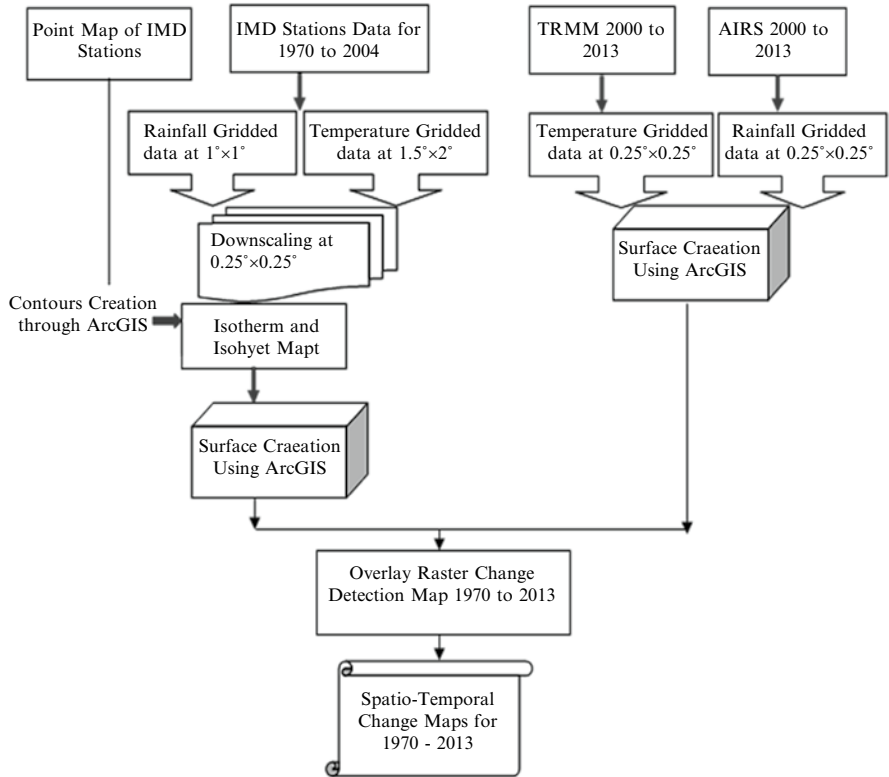 Point Map of IMD
Stations
IMD Stations Data for
1970 to 2004
TRMM 2000 to
2013
AIRS 2000 to
2013
Rainfall Gridded
data at 1˚×1˚
Temperature Gridded
data at 1.5˚×2˚
Temperature Gridded
data at 0.25˚×0.25˚
Rainfall Gridded
data at 0.25˚×0.25˚
Downscaling at
0.25˚×0.25˚
Surface Craeation
Using ArcGIS
Contours Creation
through ArcGIS
Isotherm and
Isohyet Mapt
Surface Craeation
Using ArcGIS
Overlay Raster Change
Detection Map 1970 to 2013
Spatio-Temporal
Change Maps for
1970 - 2013